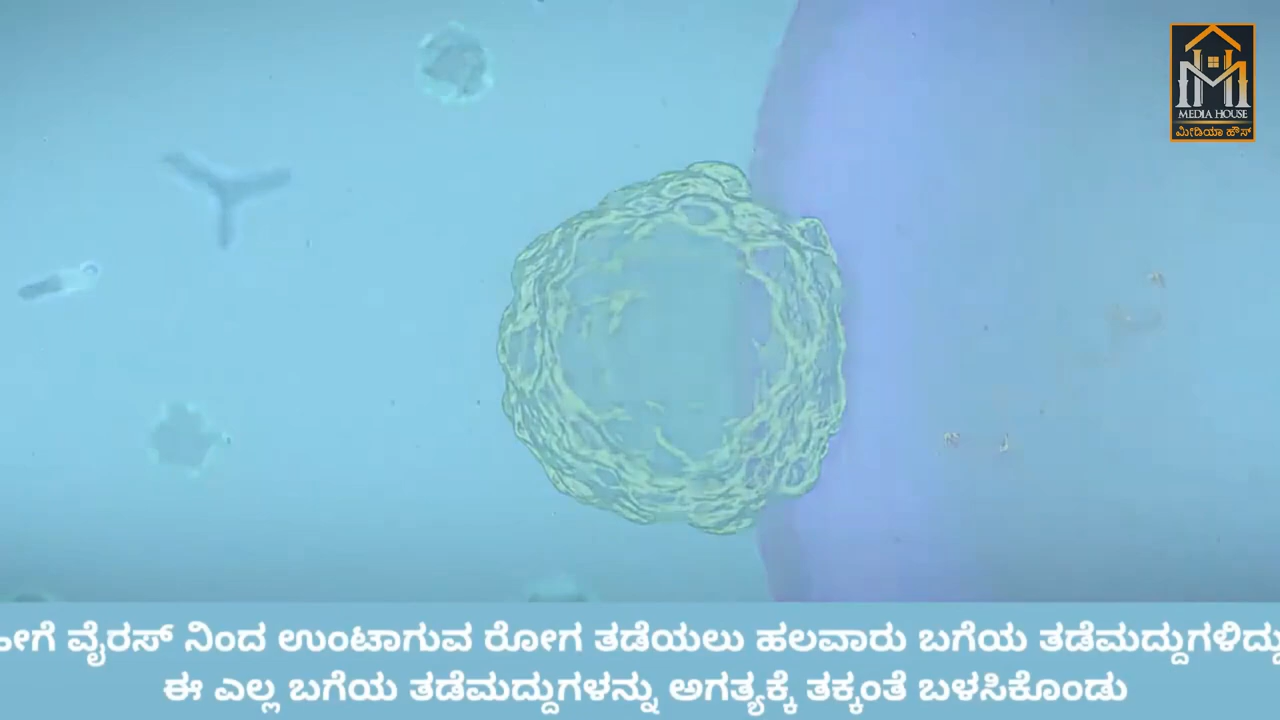 MEDIA HOUSE
ಮೀಡಿಯಾ ಹೌಸ್
ಹೀಗೆ ವೈರಸ್ ನಿಂದ ಉಂಟಾಗುವ ರೋಗ ತಡೆಯಲು ಹಲವಾರು ಬಗೆಯ ತಡೆಮದ್ದುಗಳಿದ್ದು
ಈ ಎಲ್ಲ ಬಗೆಯ ತಡೆಮದ್ದುಗಳನ್ನು ಅಗತ್ಯಕ್ಕೆ ತಕ್ಕಂತೆ ಬಳಸಿಕೊಂಡು